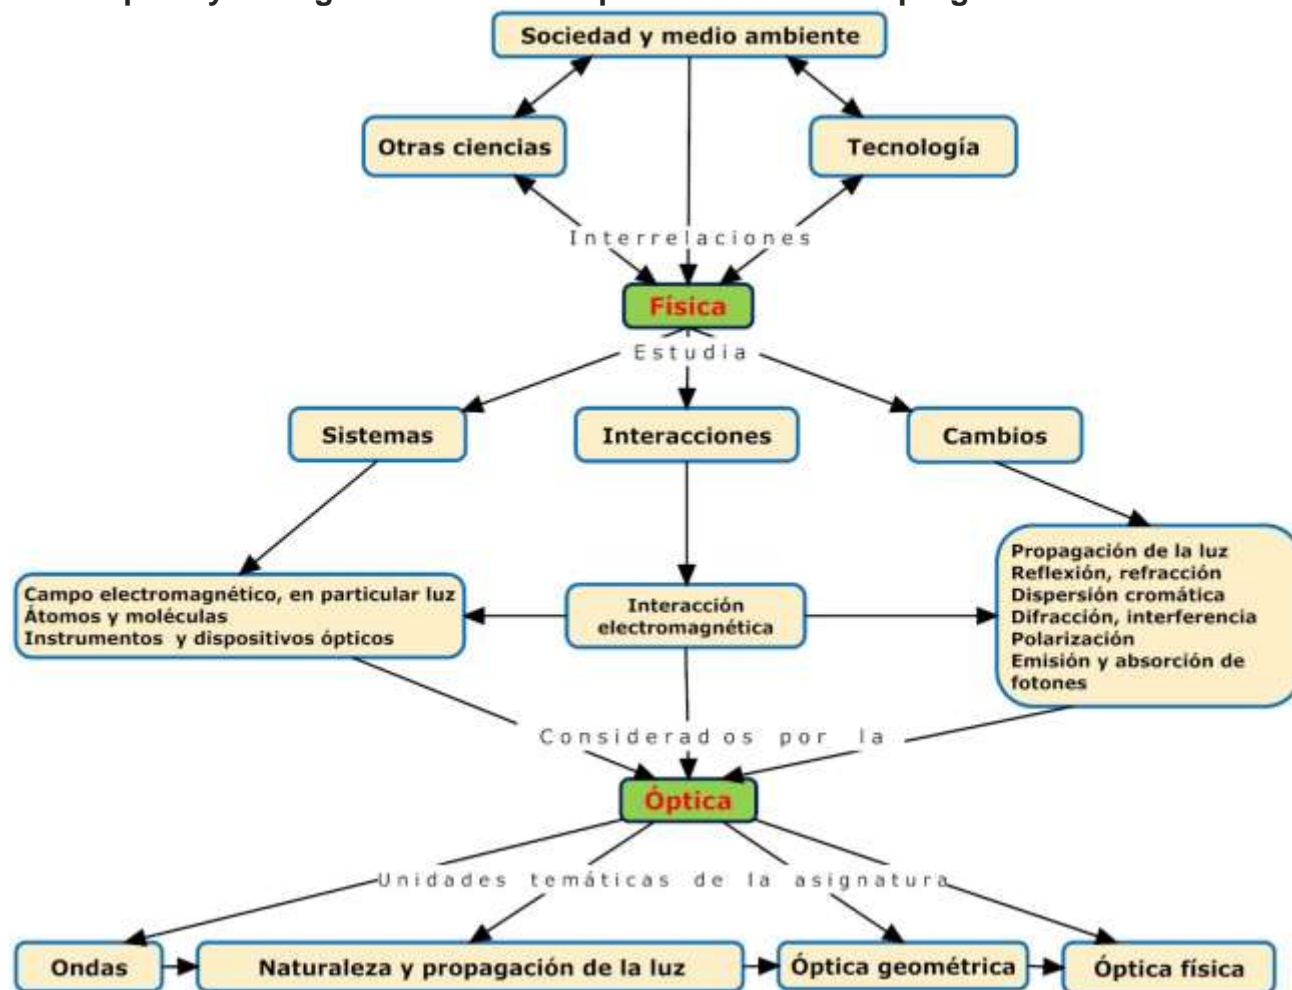 Sociedad y medio ambiente
Otras ciencias
Tecnología
Interrelaciones
Física
Estudia
Sistemas
Interacciones
Cambios
Campo electromagnético, en particular luz
Átomos y moléculas
Instrumentos y dispositivos ópticos
Interacción
electromagnética
Propagación de la luz
Reflexión, refracción
Dispersión cromática
Difracción, interferencia
Polarización
Emisión y absorción de
fotones
Considerados por la
Óptica
Unidades temáticas de la asignatura
Ondas
Naturaleza y propagación de la luz
Óptica geométrica
Óptica física